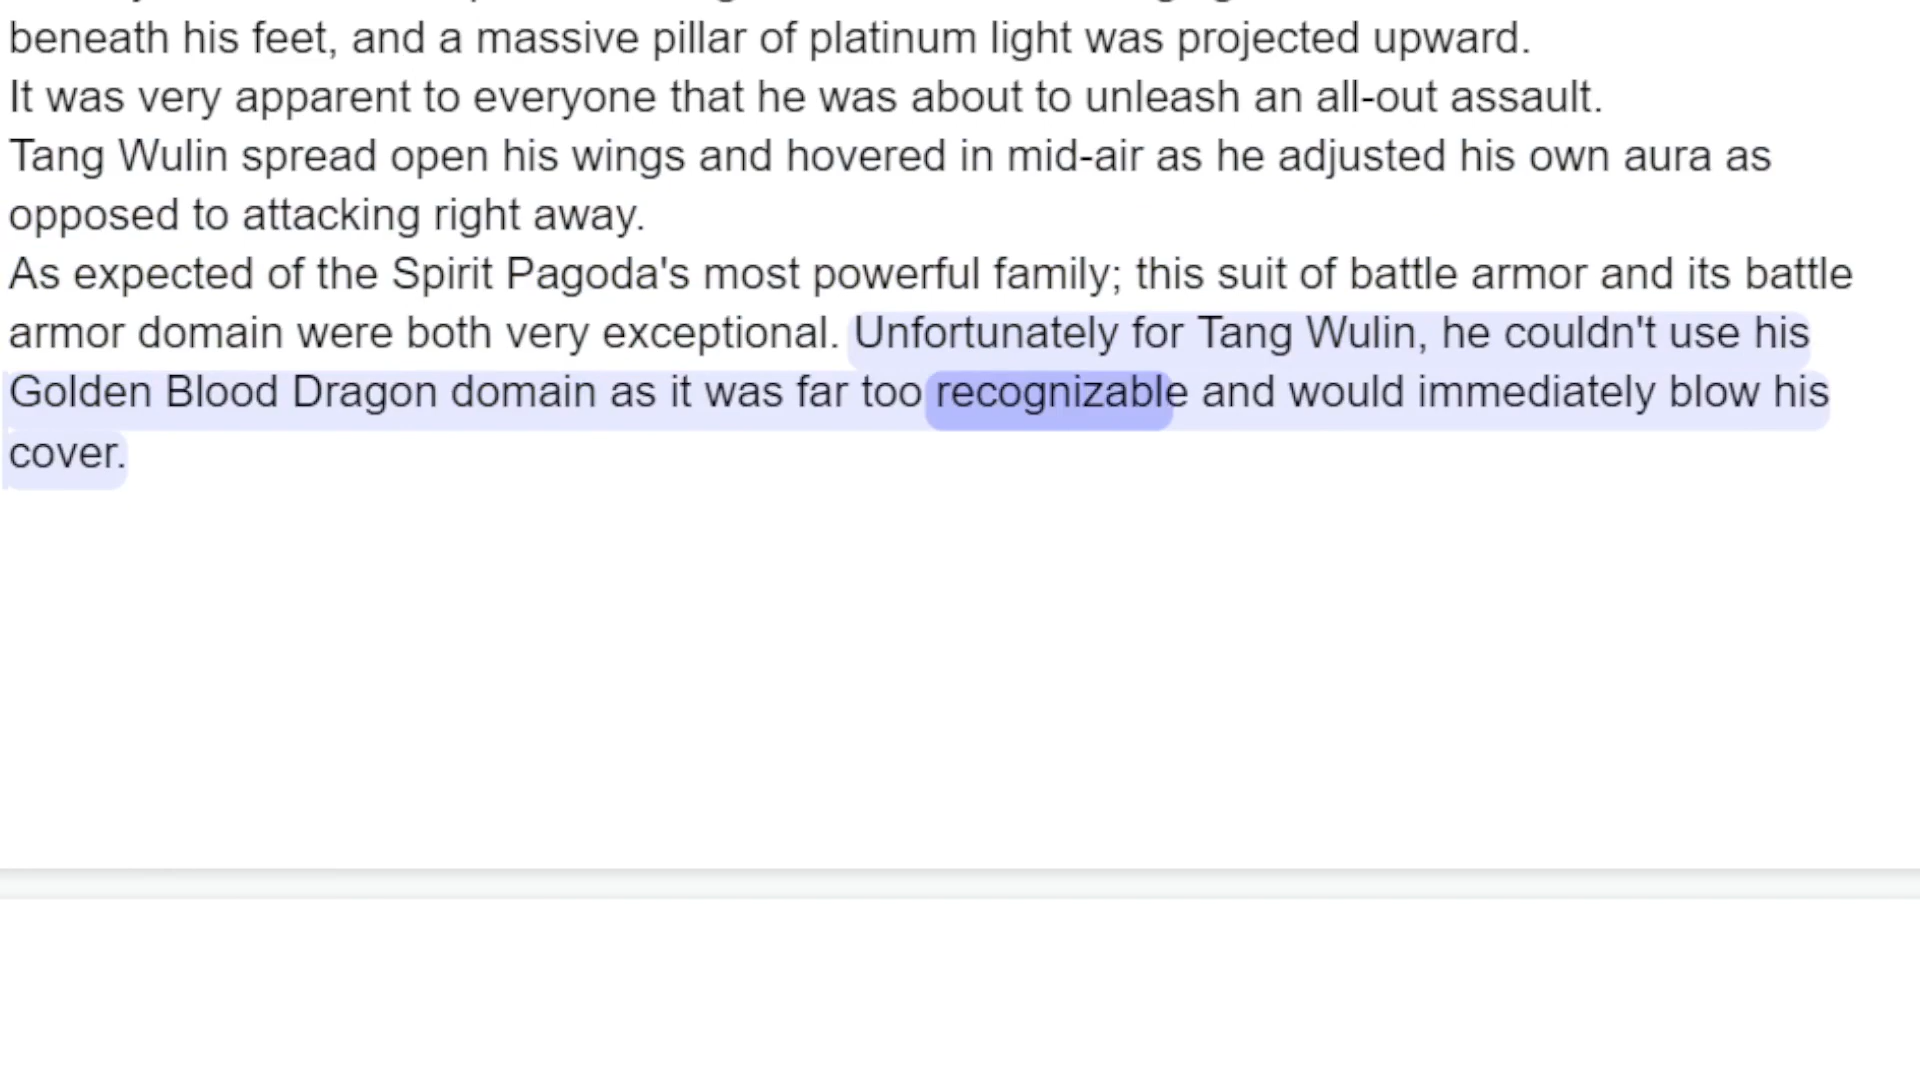 beneath his feet, and a massive pillar of platinum light was projected upward.
It was very apparent to everyone that he was about to unleash an all-out assault.
Tang Wulin spread open his wings and hovered in mid-air as he adjusted his own aura as
opposed to attacking right away.
As expected of the Spirit Pagoda's most powerful family; this suit of battle armor and its battle
armor domain were both very exceptional. Unfortunately for Tang Wulin, he couldn't use his
Golden Blood Dragon domain as it was far too recognizable and would immediately blow his
cover.